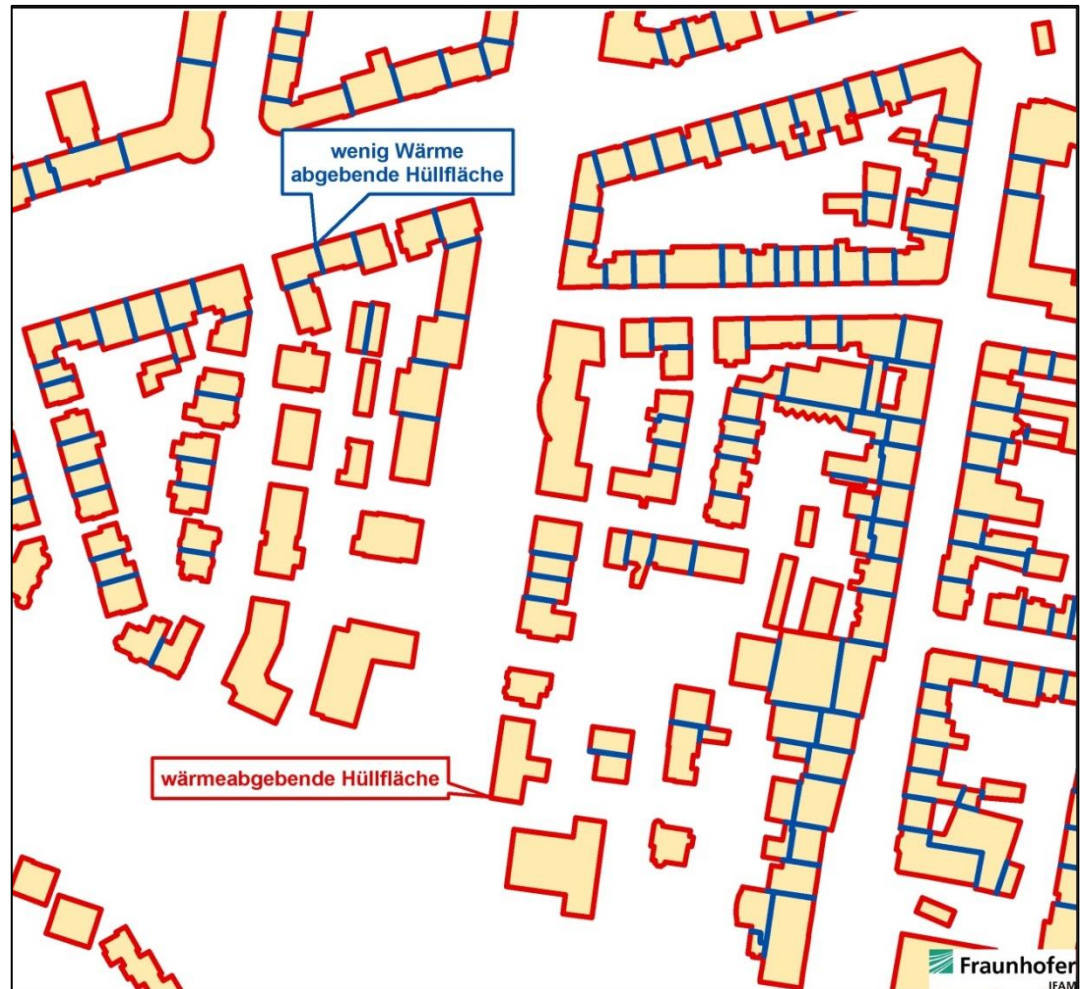 wenig Wärme
abgebende Hüllfläche
wärmeabgebende Hüllfläche
Fraunhofer
IFAM